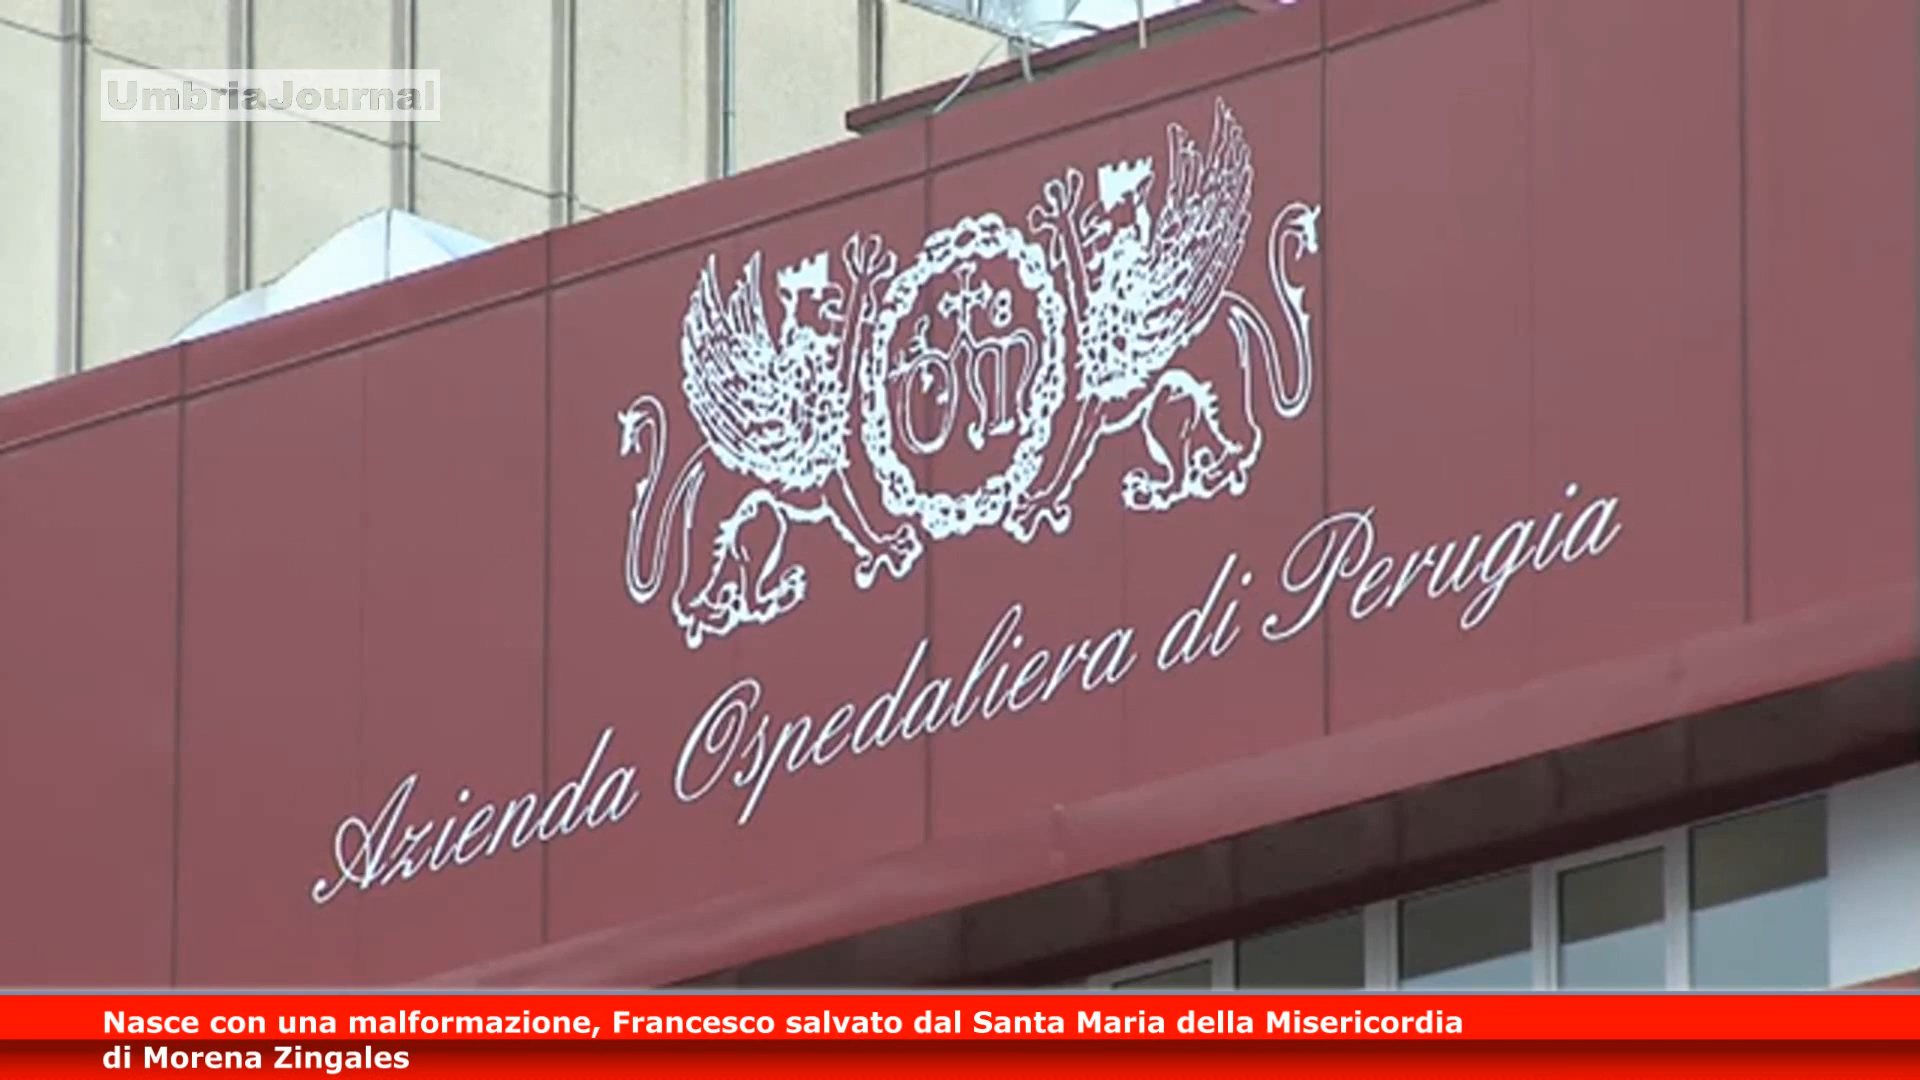 UmbriaJournal
Azienda Ospedaliera di Perugia
Nasce con una malformazione, Francesco salvato dal Santa Maria della Misericordia
di Morena Zingales